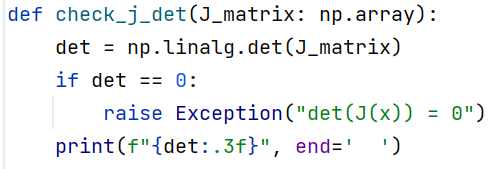 def check_j_det(J_matrix: np.array):
    det = np.linalg.det(J_matrix)
    if det == 0:
        raise Exception("det(J(x)) = 0")
    print(f"{det:.3f}", end='  ')